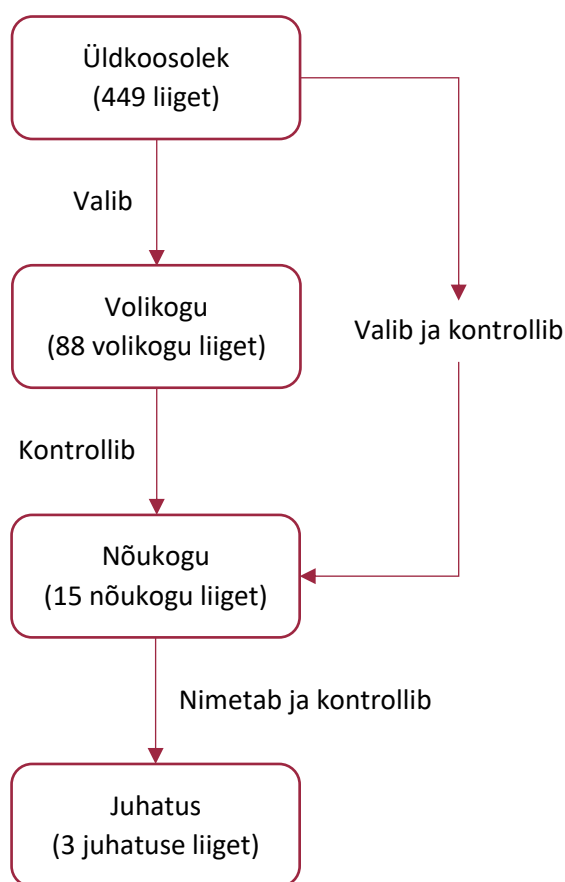 Üldkoosolek
(449 liiget)
Valib
Volikogu
(88 volikogu liiget)
Valib ja kontrollib
Kontrollib
Nõukogu
(15 nõukogu liiget)
Nimetab ja kontrollib
Juhatus
(3 juhatuse liiget)